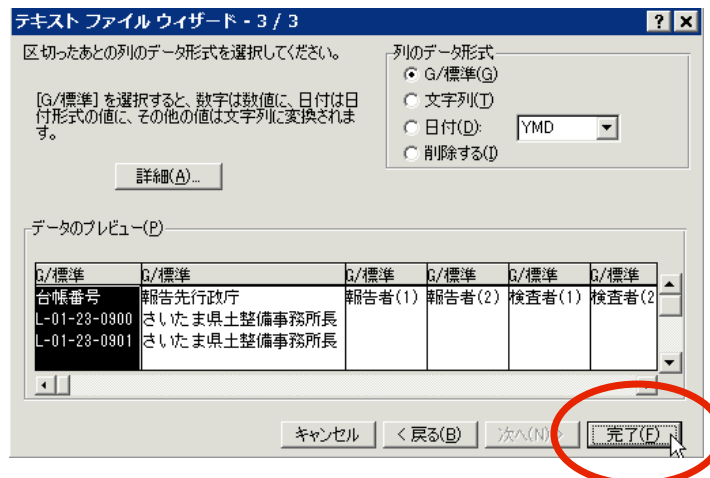 テキスト ファイル ウィザード - 3 / 3
区切ったあとの列のデータ形式を選択してください。
[G/標準] を選択すると、数字は数値に、日付は日
付形式の値に、その他の値は文字列に変換されま
す。
詳細(A)...
列のデータ形式
G/標準(G)
文字列(T)
日付(D): YMD
削除する(I)
データのプレビュー(P)
G/標準 G/標準 G/標準 G/標準 G/標準 G/標準
台帳番号 報告先行政庁 報告者(1) 報告者(2) 検査者(1) 検査者(2
L-01-23-0900 さいたま県土整備事務所長
L-01-23-0901 さいたま県土整備事務所長
キャンセル < 戻る(B) 次へ(N) > 完了(F)